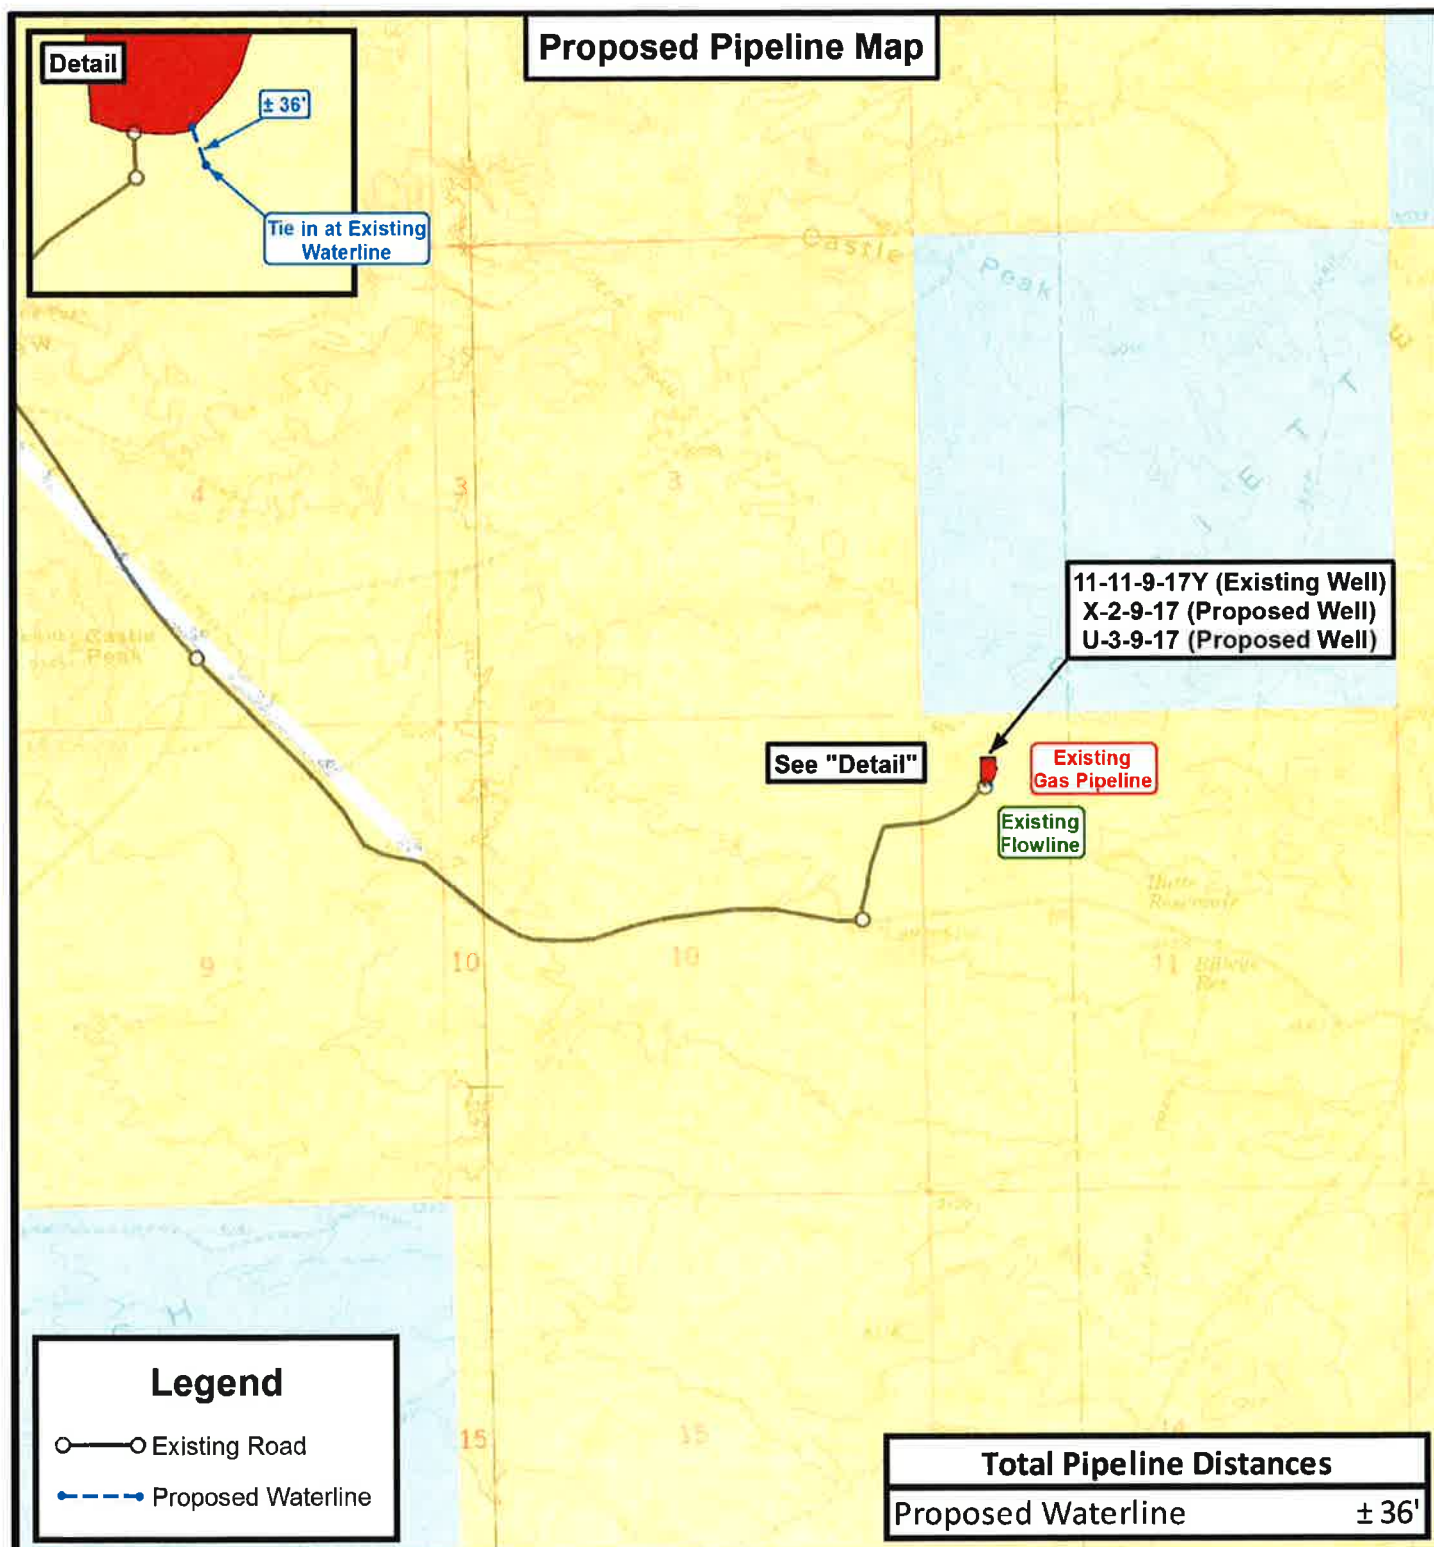 Proposed Pipeline Map
Detail
± 36'
Tie in at Existing
Waterline
Castle
Peak
4
3
3
11-11-9-17Y (Existing Well)
X-2-9-17 (Proposed Well)
U-3-9-17 (Proposed Well)
Castle
Peak
See "Detail"
Existing
Gas Pipeline
Existing
Flowline
9
10
10
11
15
15
Legend
Existing Road
Proposed Waterline
Total Pipeline Distances
Proposed Waterline ± 36'